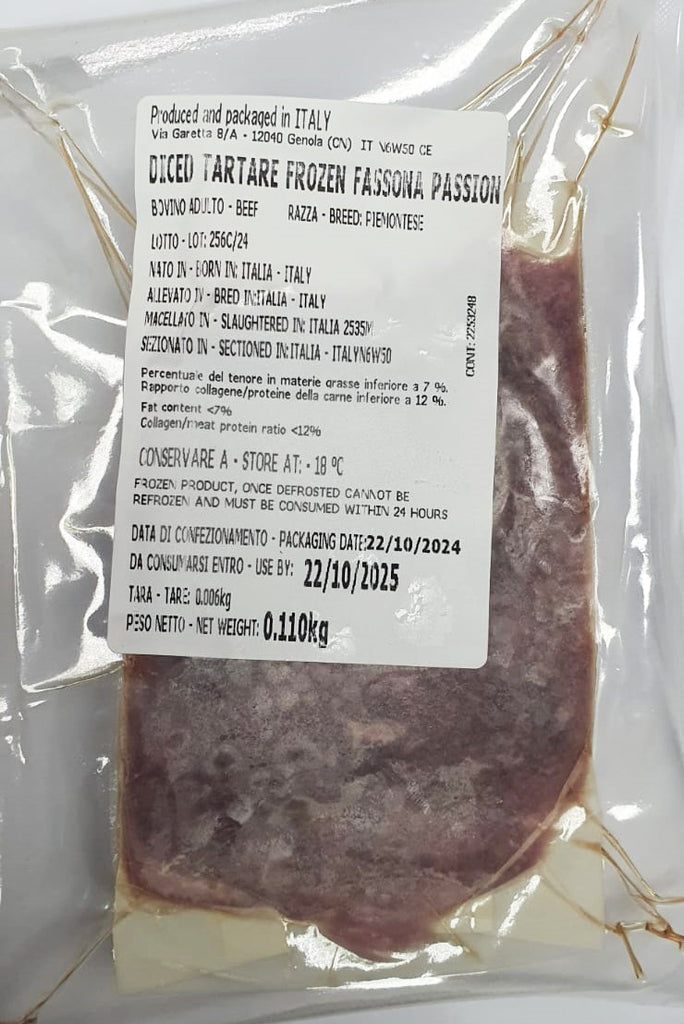 Produced and packaged in ITALY
Via Garetta 8/A - 12040 Genola (CN) IT V6W50 CE
DICED TARTARE FROZEN FASSONA PASSION
BOVINO ADULTO - BEEF RAZZA - BREED: PIEMONTESE
LOTTO - LOT: 256C/24
NATO IN - BORN IN: ITALIA - ITALY
ALLEVATO IN - BRED IN:ITALIA - ITALY
MACELLATO IN - SLAUGHTERED IN: ITALIA 2535M
SEZIONATO IN - SECTIONED IN:ITALIA - ITALYN6W50
CONT: 2253248
Percentuale del tenore in materie grasse inferiore a 7 %.
Rapporto collagene/proteine della carne inferiore a 12 %.
Fat content <7%
Collagen/meat protein ratio <12%
CONSERVARE A - STORE AT: - 18 ºC
FROZEN PRODUCT, ONCE DEFROSTED CANNOT BE
REFROZEN AND MUST BE CONSUMED WITHIN 24 HOURS
DATA DI CONFEZIONAMENTO - PACKAGING DATE:22/10/2024
DA CONSUMARSI ENTRO - USE BY: 22/10/2025
TARA - TARE: 0.006kg
PESO NETTO - NET WEIGHT: 0.110kg